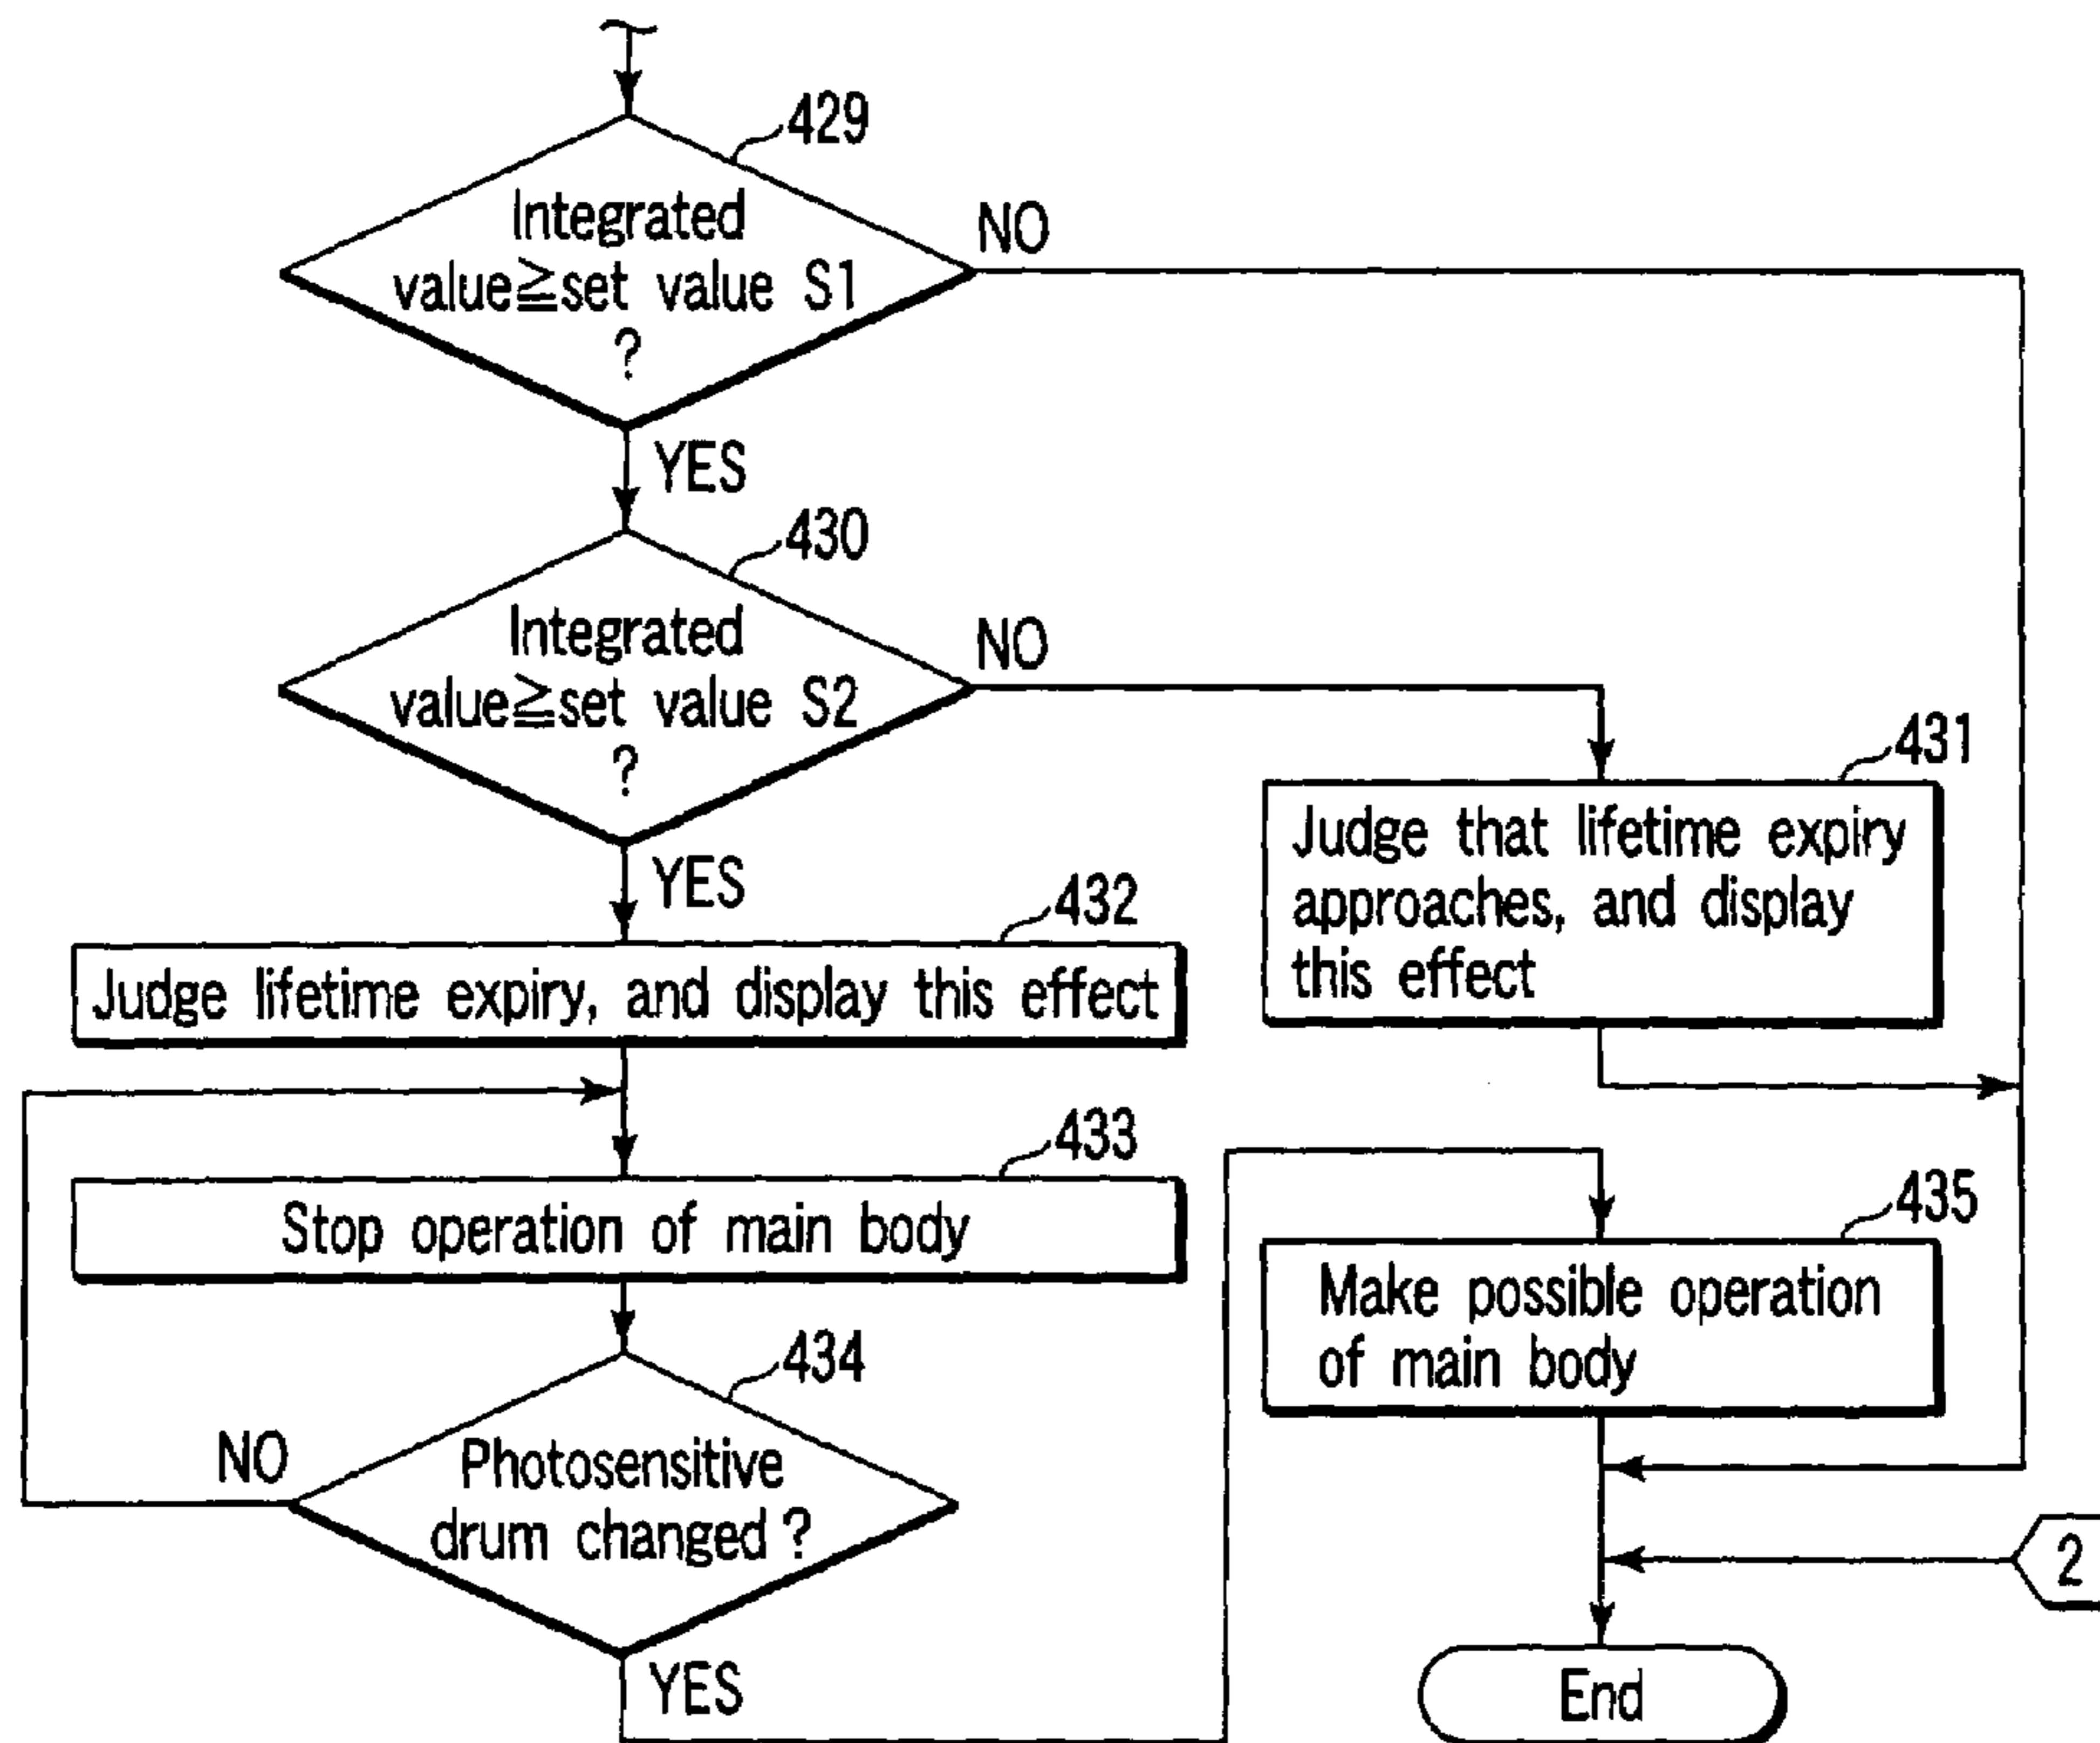 429
Integrated
value≧set value S1
?
NO
YES
430
Integrated
value≧set value S2
?
NO
YES
431
Judge that lifetime expiry
approaches, and display
this effect
432
Judge lifetime expiry, and display this effect
433
Stop operation of main body
434
Photosensitive
drum changed ?
NO
YES
435
Make possible operation
of main body
2
End